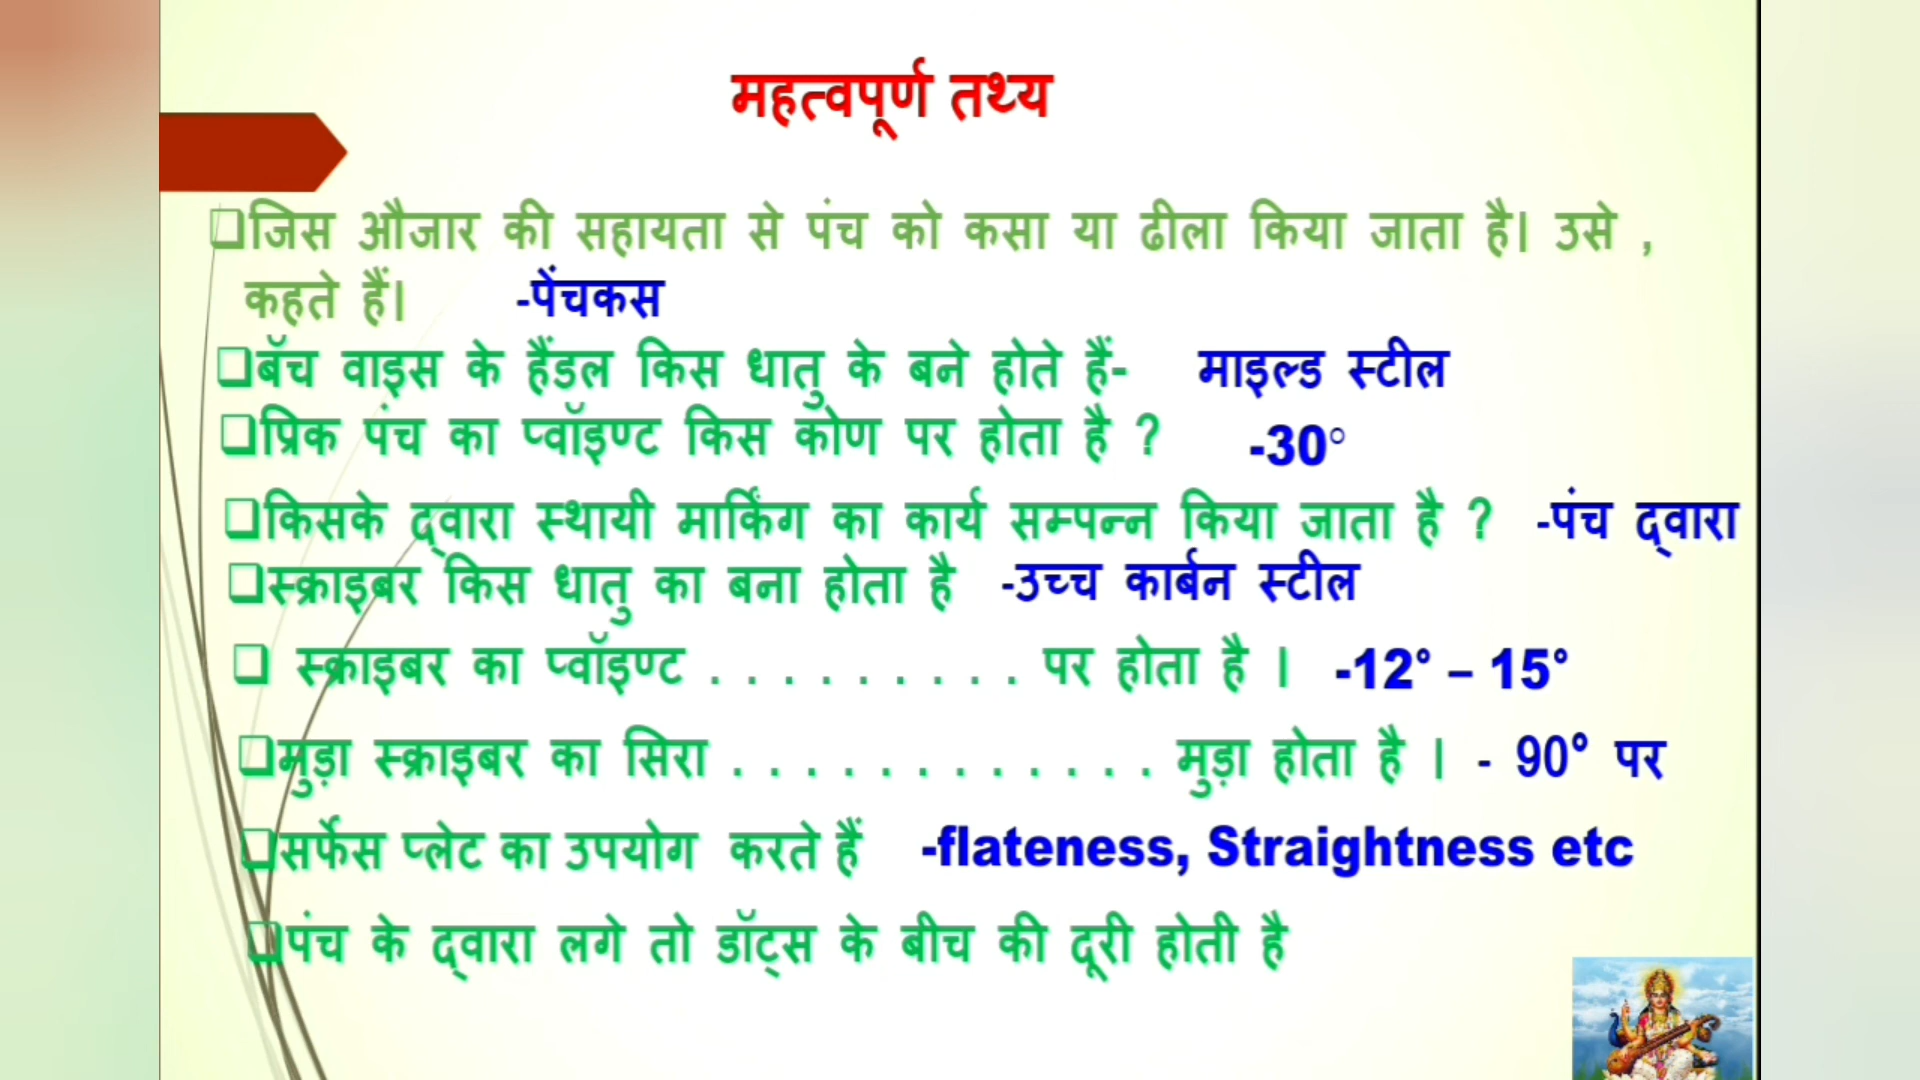 महत्वपूर्ण तथ्य
जिस औजार की सहायता से पंच को कसा या ढीला किया जाता है। उसे ,
कहते हैं। -पेंचकस
बॅच वाइस के हैंडल किस धातु के बने होते हैं- माइल्ड स्टील
प्रिक पंच का प्वॉइण्ट किस कोण पर होता है ? -30°
किसके द्वारा स्थायी मार्किंग का कार्य सम्पन्न किया जाता है ? -पंच द्वारा
स्क्राइबर किस धातु का बना होता है -उच्च कार्बन स्टील
स्क्राइबर का प्वॉइण्ट . . . . . . . . . पर होता है । -12° – 15°
मुड़ा स्क्राइबर का सिरा . . . . . . . . . . . . मुड़ा होता है । - 90° पर
सर्फेस प्लेट का उपयोग करते हैं -flateness, Straightness etc
पंच के द्वारा लगे तो डॉट्स के बीच की दूरी होती है